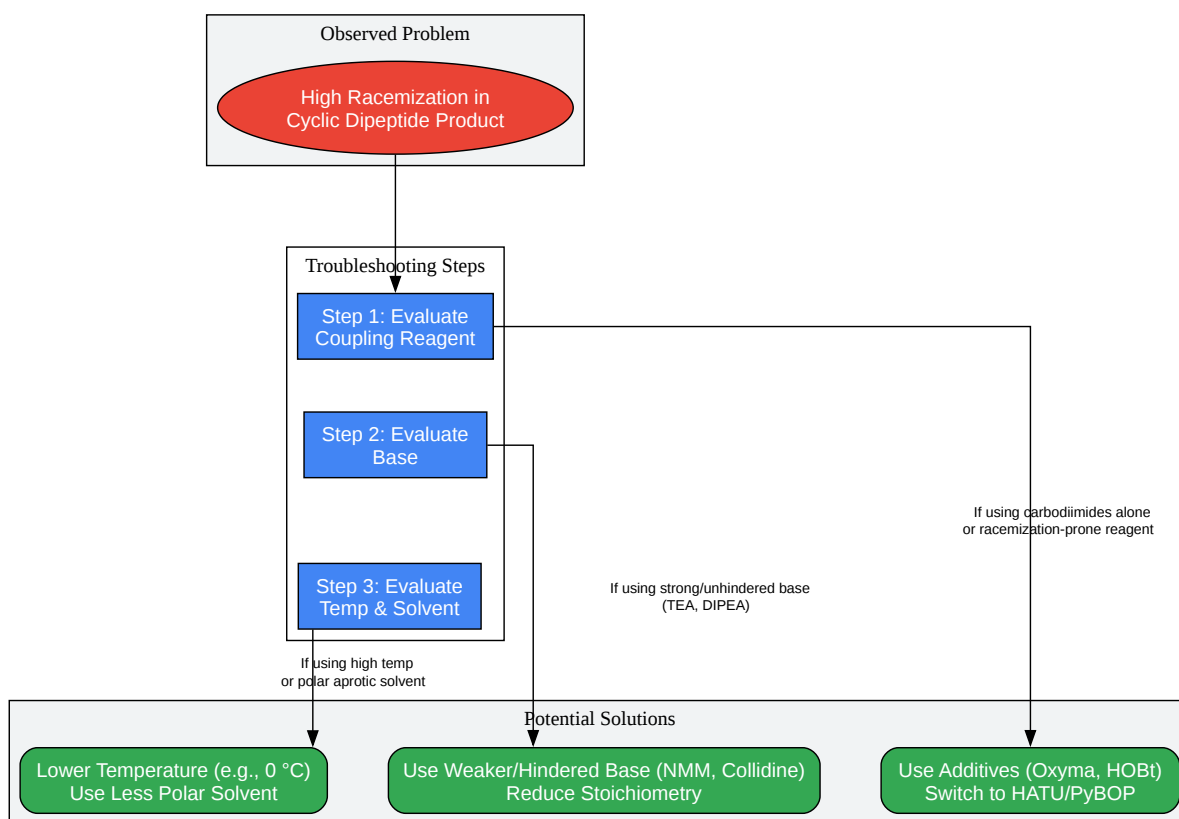 Observed Problem
High Racemization in
Cyclic Dipeptide Product
Troubleshooting Steps
Step 1: Evaluate
Coupling Reagent
Step 2: Evaluate
Base
If using carbodiimides alone
or racemization-prone reagent
Step 3: Evaluate
Temp & Solvent
If using strong/unhindered base
(TEA, DIPEA)
If using high temp
or polar aprotic solvent
Potential Solutions
Lower Temperature (e.g., 0 °C)
Use Less Polar Solvent
Use Weaker/Hindered Base (NMM, Collidine)
Reduce Stoichiometry
Use Additives (Oxyma, HOBt)
Switch to HATU/PyBOP